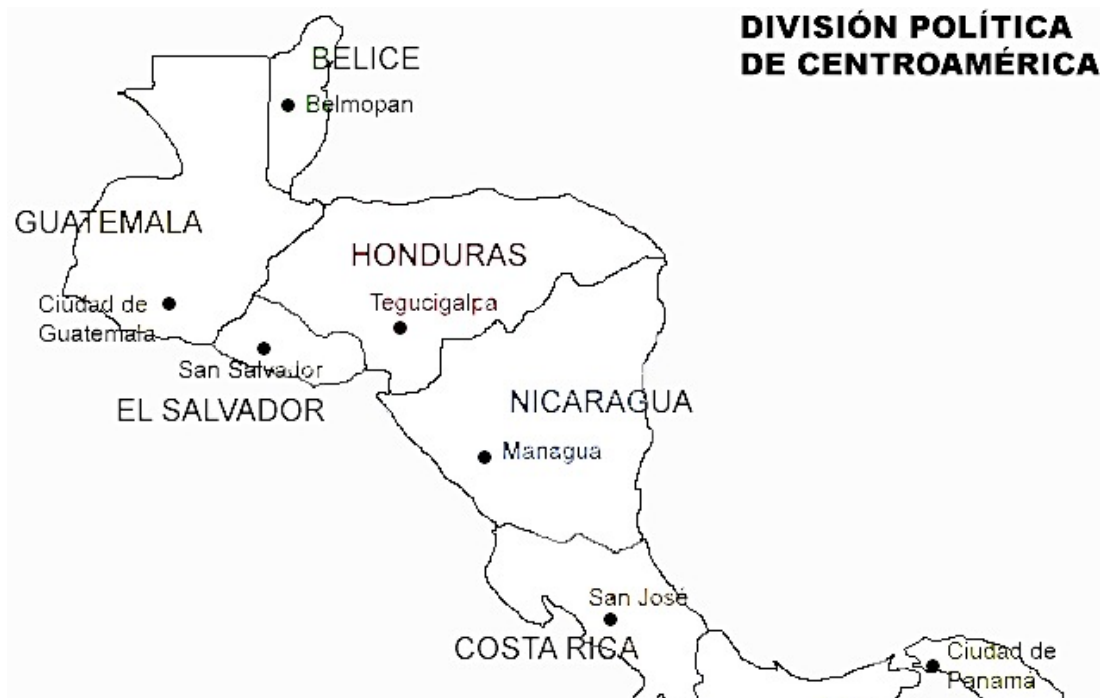 DIVISIÓN POLÍTICA
DE CENTROAMÉRICA
BELICE
Belmopan
GUATEMALA
HONDURAS
Ciudad de
Guatemala
Tegucigalpa
San Salvador
EL SALVADOR
NICARAGUA
Managua
San José
COSTA RICA
Ciudad de
Panamá